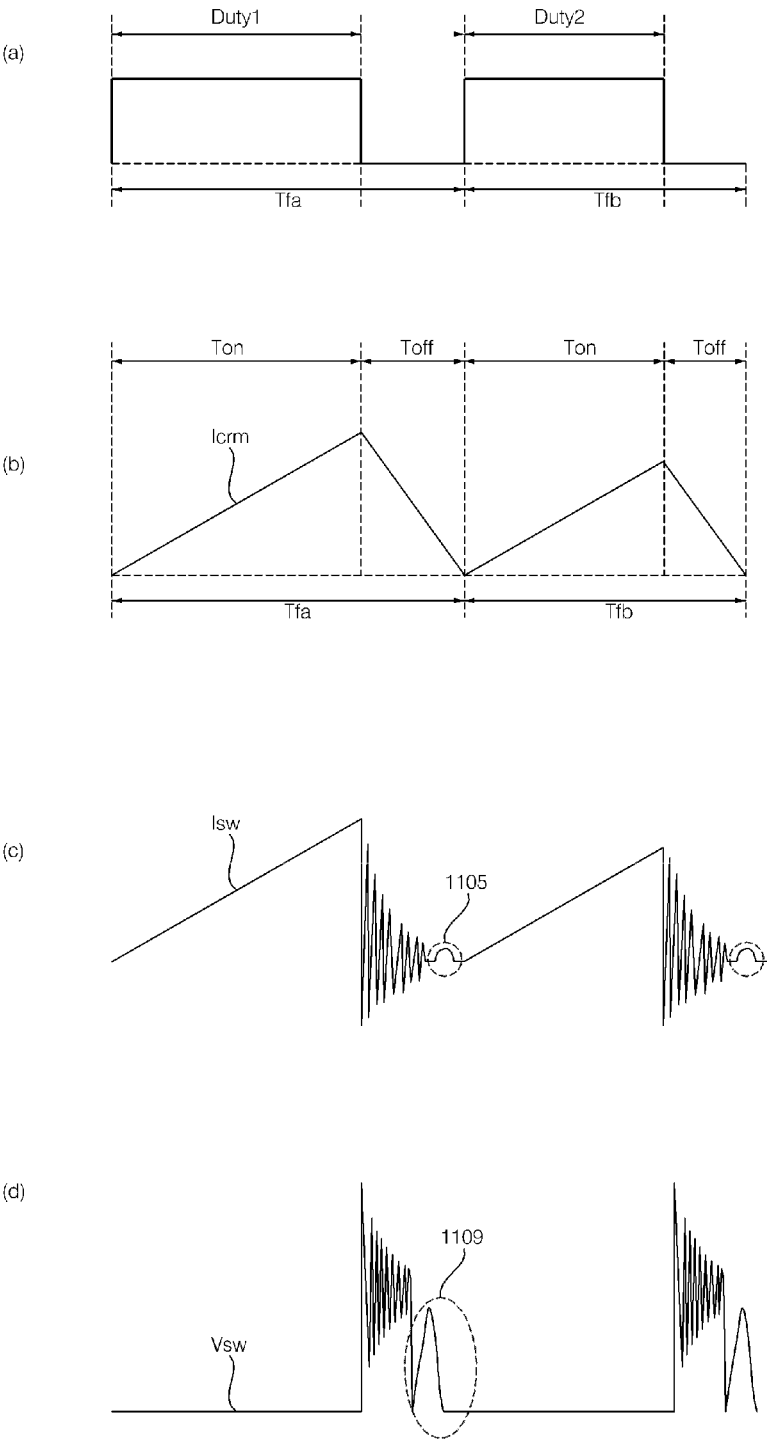 Duty1 Duty2
(a)
Tfa Tfb
Ton Toff Ton Toff
Icrm
(b)
Tfa Tfb
Isw
(c)
1105
(d)
1109
Vsw